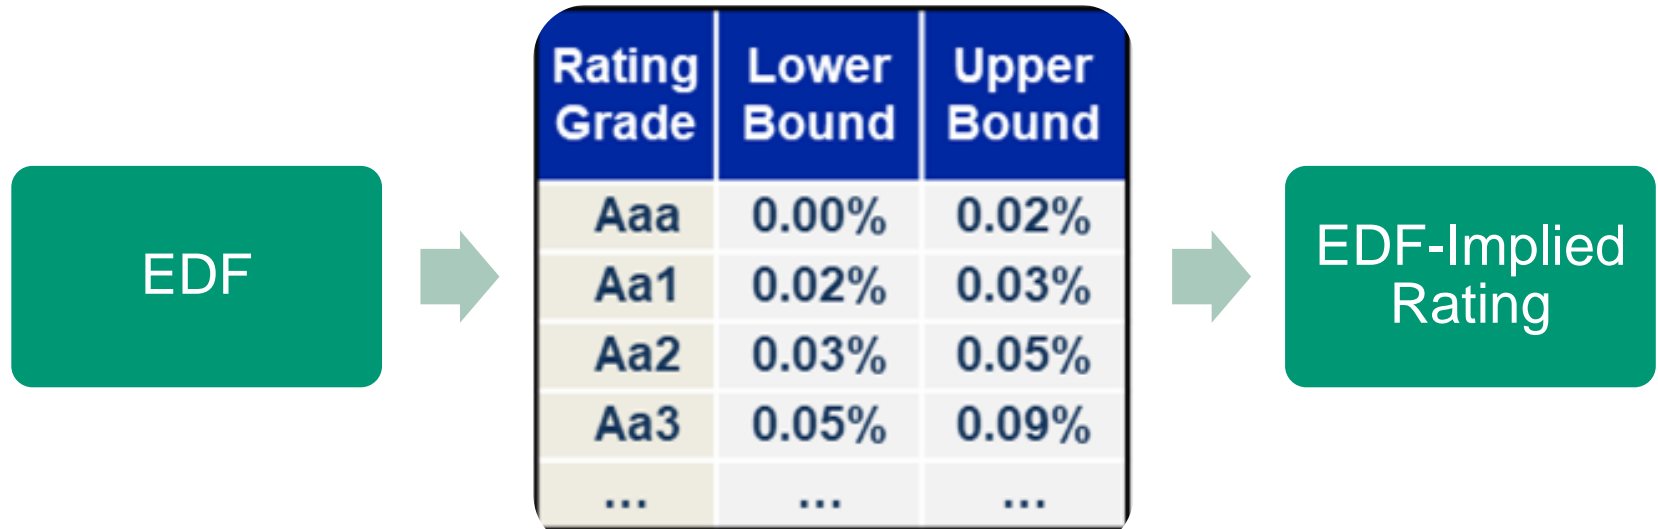 EDF
Rating Grade Lower Bound Upper Bound
Aaa 0.00% 0.02%
Aa1 0.02% 0.03%
Aa2 0.03% 0.05%
Aa3 0.05% 0.09%
... ... ...
EDF-Implied
Rating